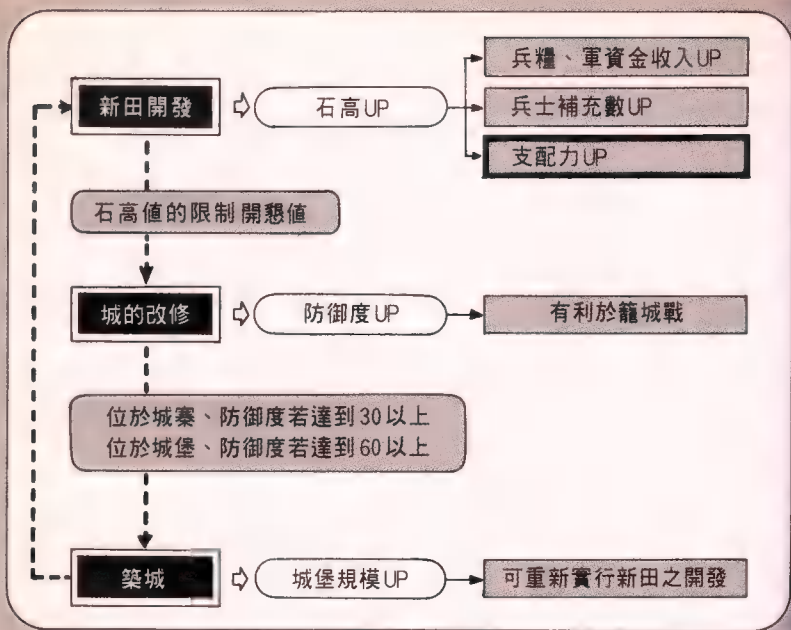 新田開發
石高UP
兵糧、軍資金收入UP
兵士補充數UP
支配力UP
石高值的限制開懇值
城的改修
防御度UP
有利於籠城戰
位於城寨、防御度若達到30以上
位於城堡、防御度若達到60以上
築城
城堡規模UP
可重新實行新田之開發